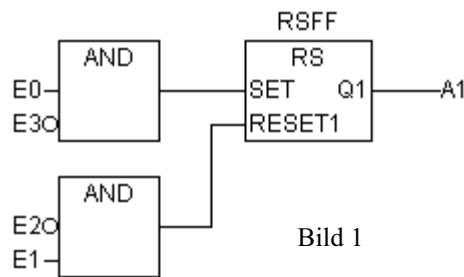 RSFF
AND
RS
E0
SET Q1
A1
E3
RESET1
AND
E2
E1
Bild 1